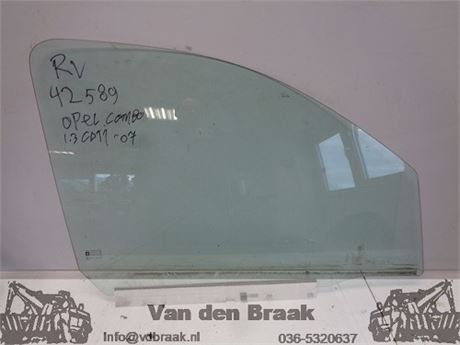 RV
42589
OPEL COMBO
1.3 CDTI -07
Van den Braak
Info@vdbraak.nl
036-5320637